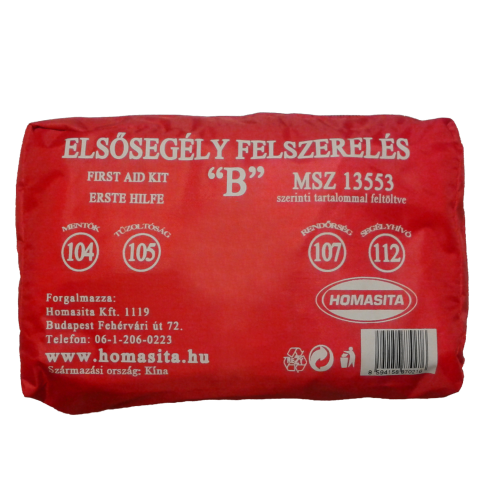 ELSŐSEGÉLY FELSZERELÉS
FIRST AID KIT
ERSTE HILFE
“B”
MSZ 13553
szerinti tartalommal feltöltve
MENTŐK
104
TŰZOLTÓSÁG
105
RENDŐRSÉG
107
SEGÉLYHÍVÓ
112
HOMASITA
Forgalmazza:
Homasita Kft. 1119
Budapest Fehérvári út 72.
Telefon: 06-1-206-0223
www.homasita.hu
Származási ország: Kína